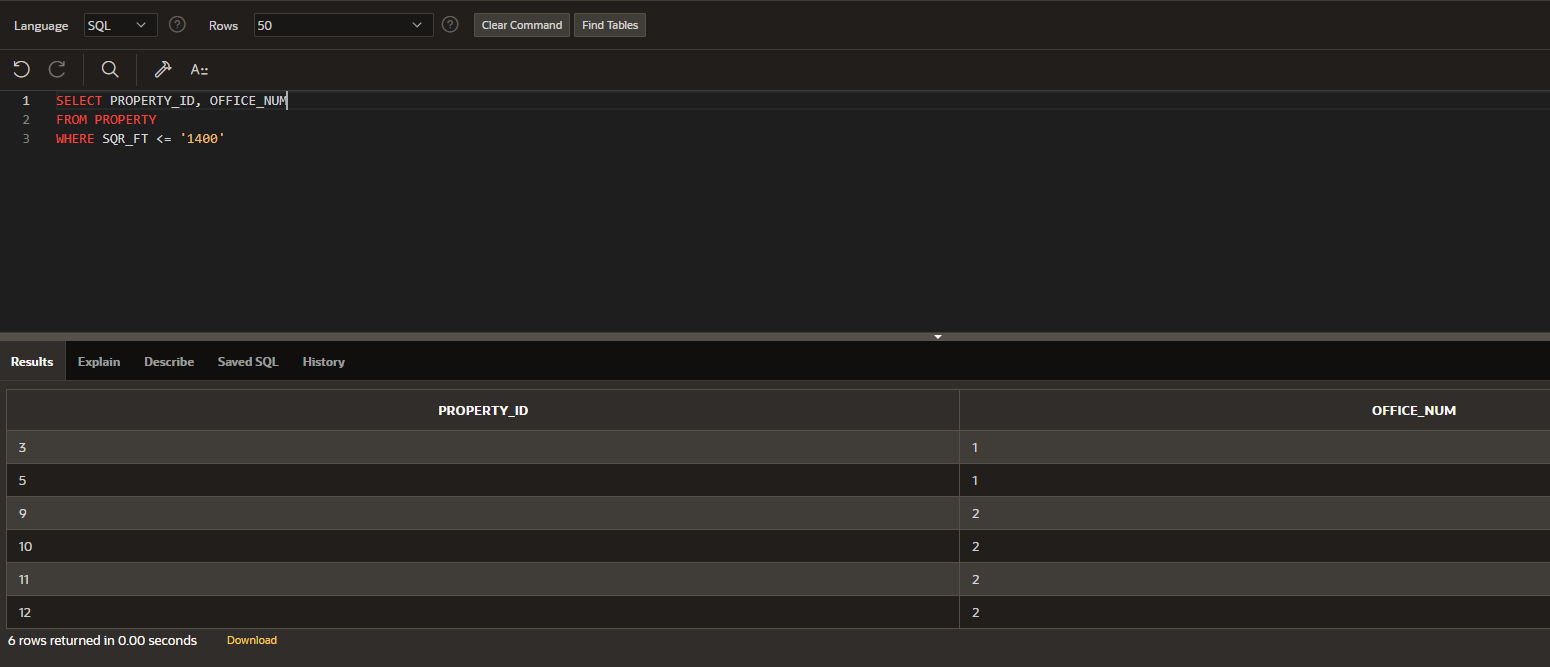 Language SQL ? Rows 50 ? Clear Command Find Tables
A::
1 SELECT PROPERTY_ID, OFFICE_NUM
2 FROM PROPERTY
3 WHERE SQR_FT <= '1400'
Results Explain Describe Saved SQL History
PROPERTY_ID OFFICE_NUM
3 1
5 1
9 2
10 2
11 2
12 2
6 rows returned in 0.00 seconds Download